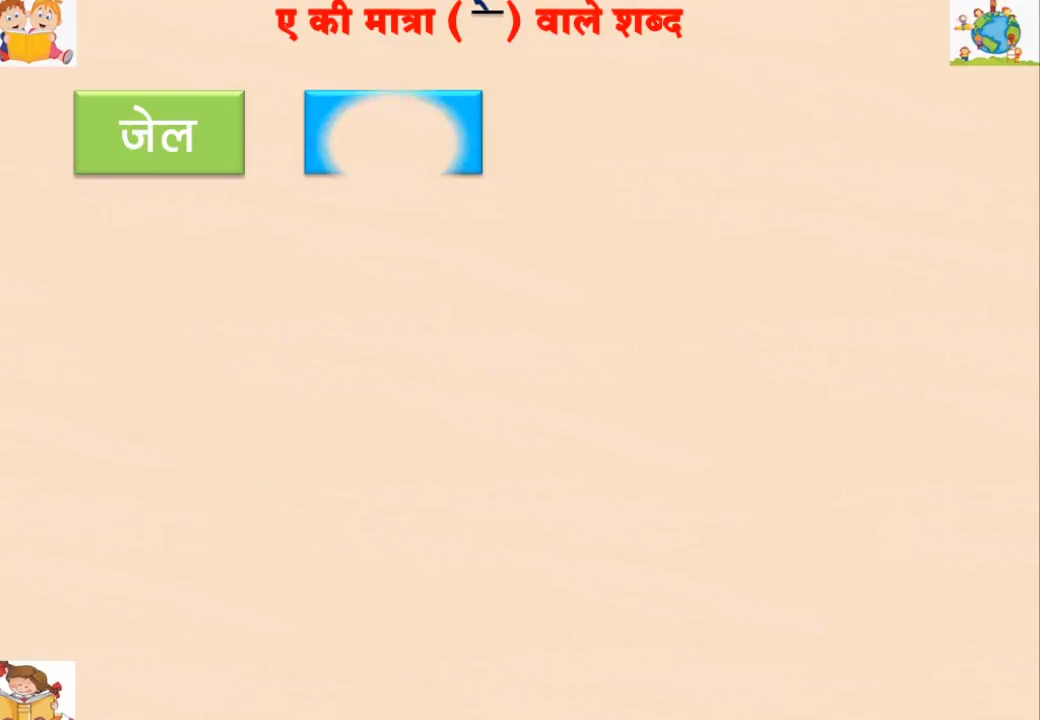 ए की मात्रा ( े ) वाले शब्द
जेल